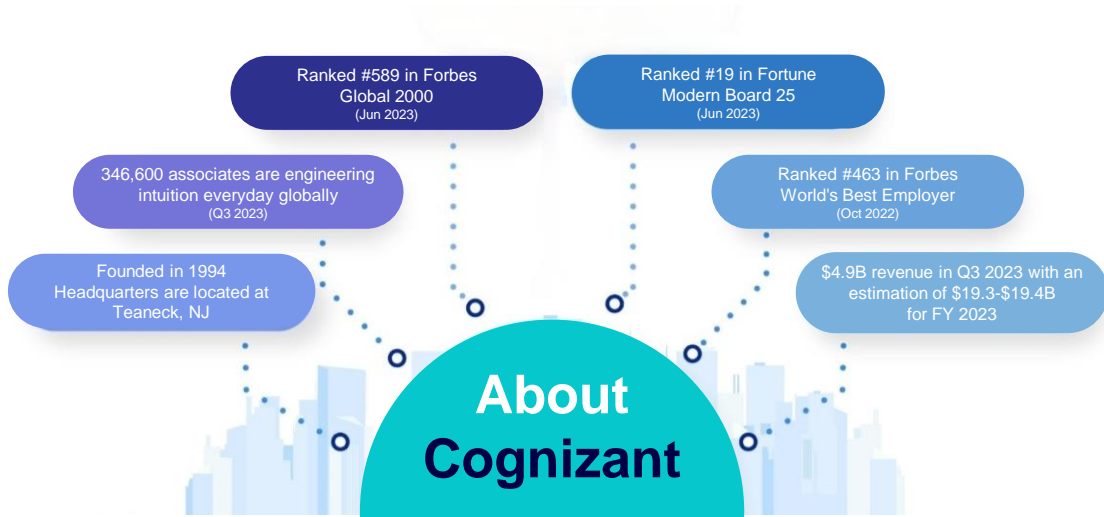 Ranked #589 in Forbes
Global 2000
(Jun 2023)
Ranked #19 in Fortune
Modern Board 25
(Jun 2023)
346,600 associates are engineering
intuition everyday globally
(Q3 2023)
Ranked #463 in Forbes
World's Best Employer
(Oct 2022)
Founded in 1994
Headquarters are located at
Teaneck, NJ
$4.9B revenue in Q3 2023 with an
estimation of $19.3-$19.4B
for FY 2023
About
Cognizant